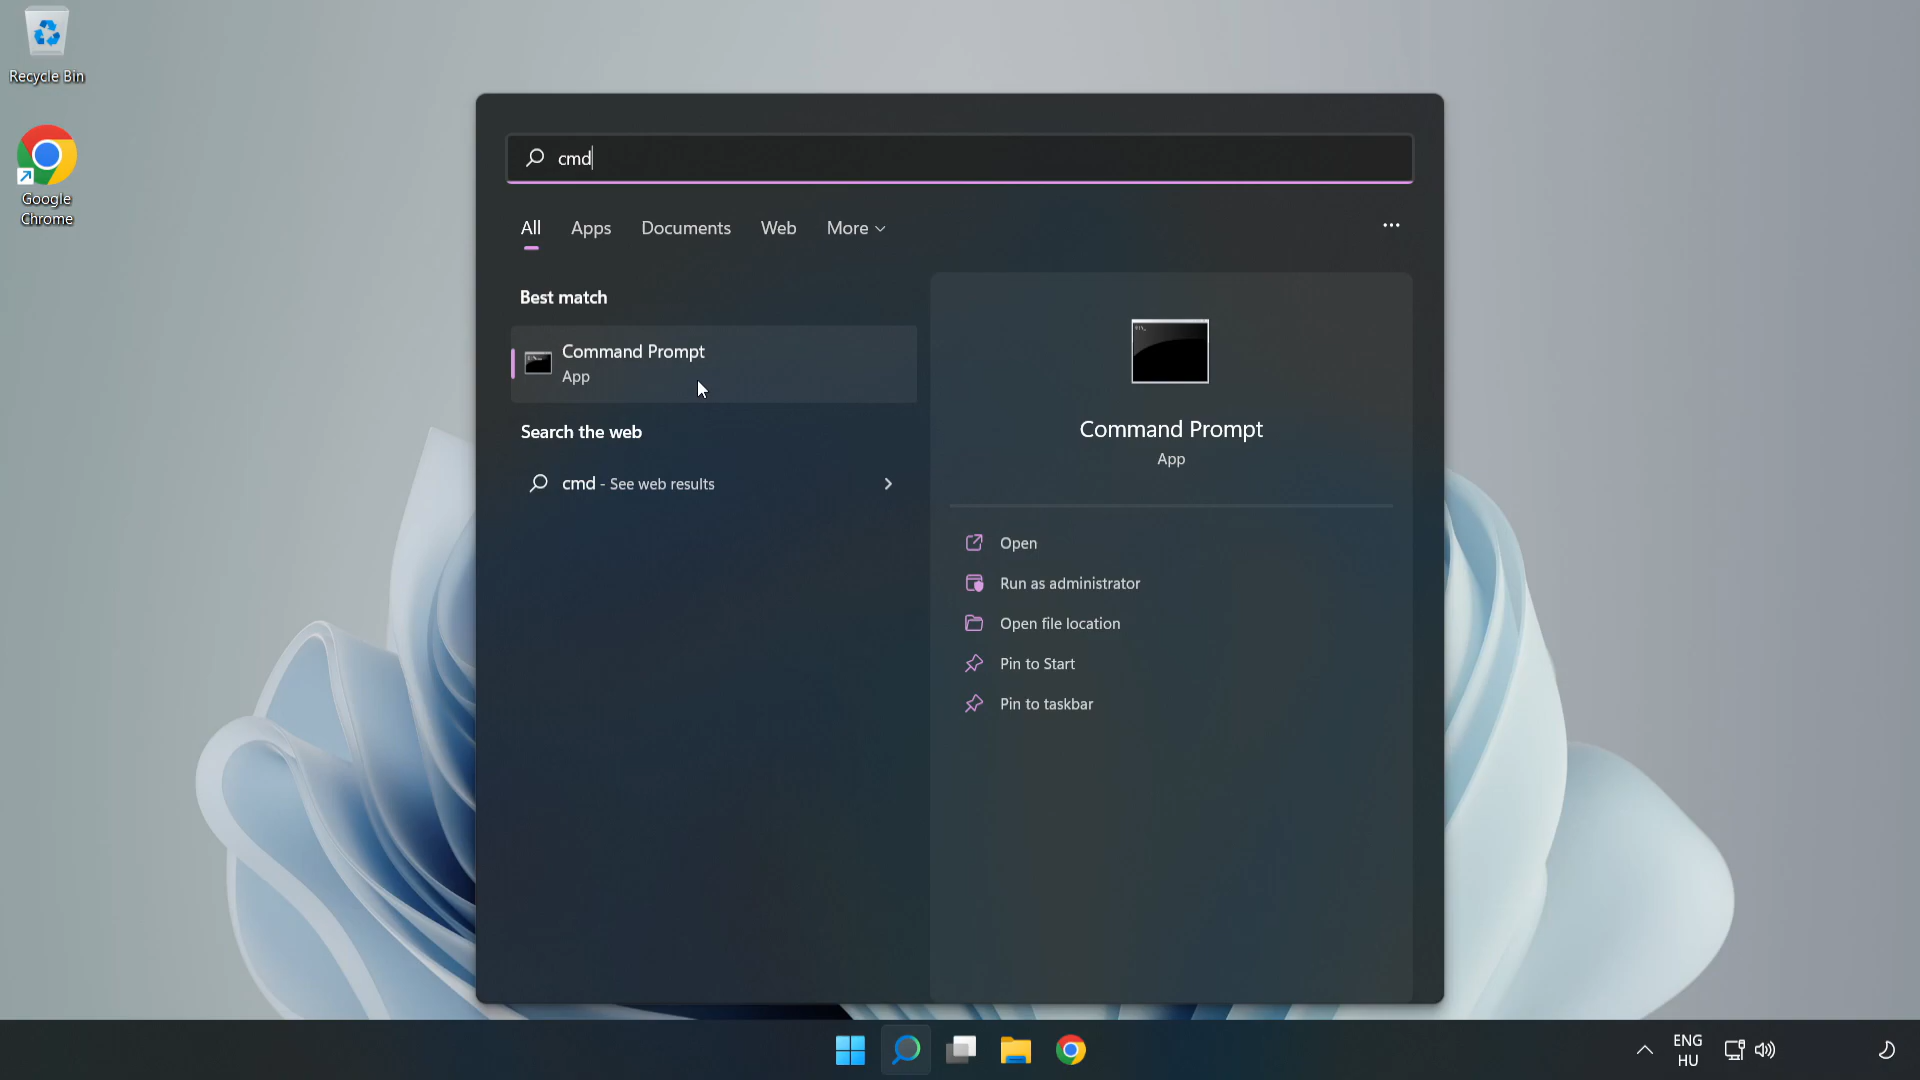 Recycle Bin
Google
Chrome
cmd
All Apps Documents Web More
Best match
Command Prompt
App
Search the web
cmd - See web results
Command Prompt
App
Open
Run as administrator
Open file location
Pin to Start
Pin to taskbar
ENG
HU